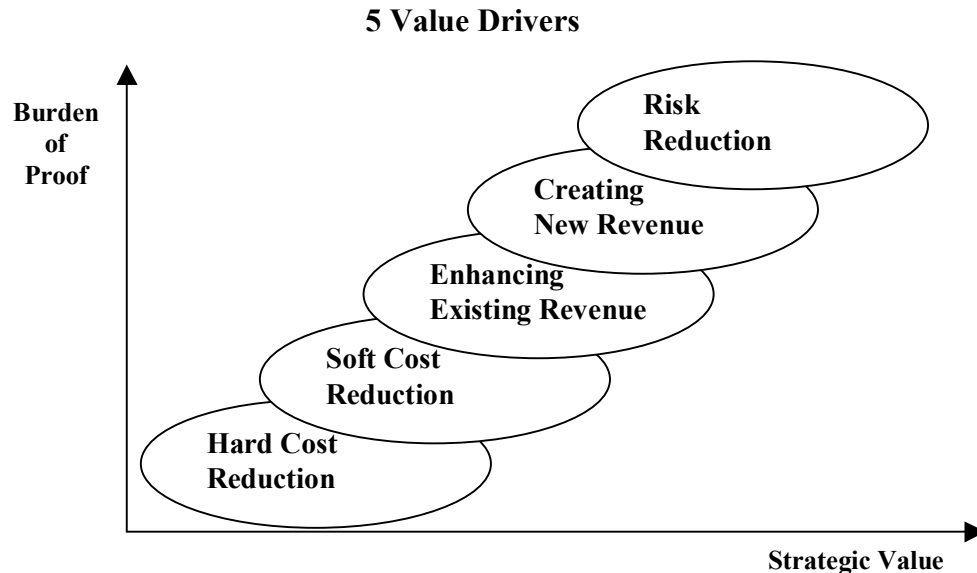 5 Value Drivers
Burden
of
Proof
Risk
Reduction
Creating
New Revenue
Enhancing
Existing Revenue
Soft Cost
Reduction
Hard Cost
Reduction
Strategic Value